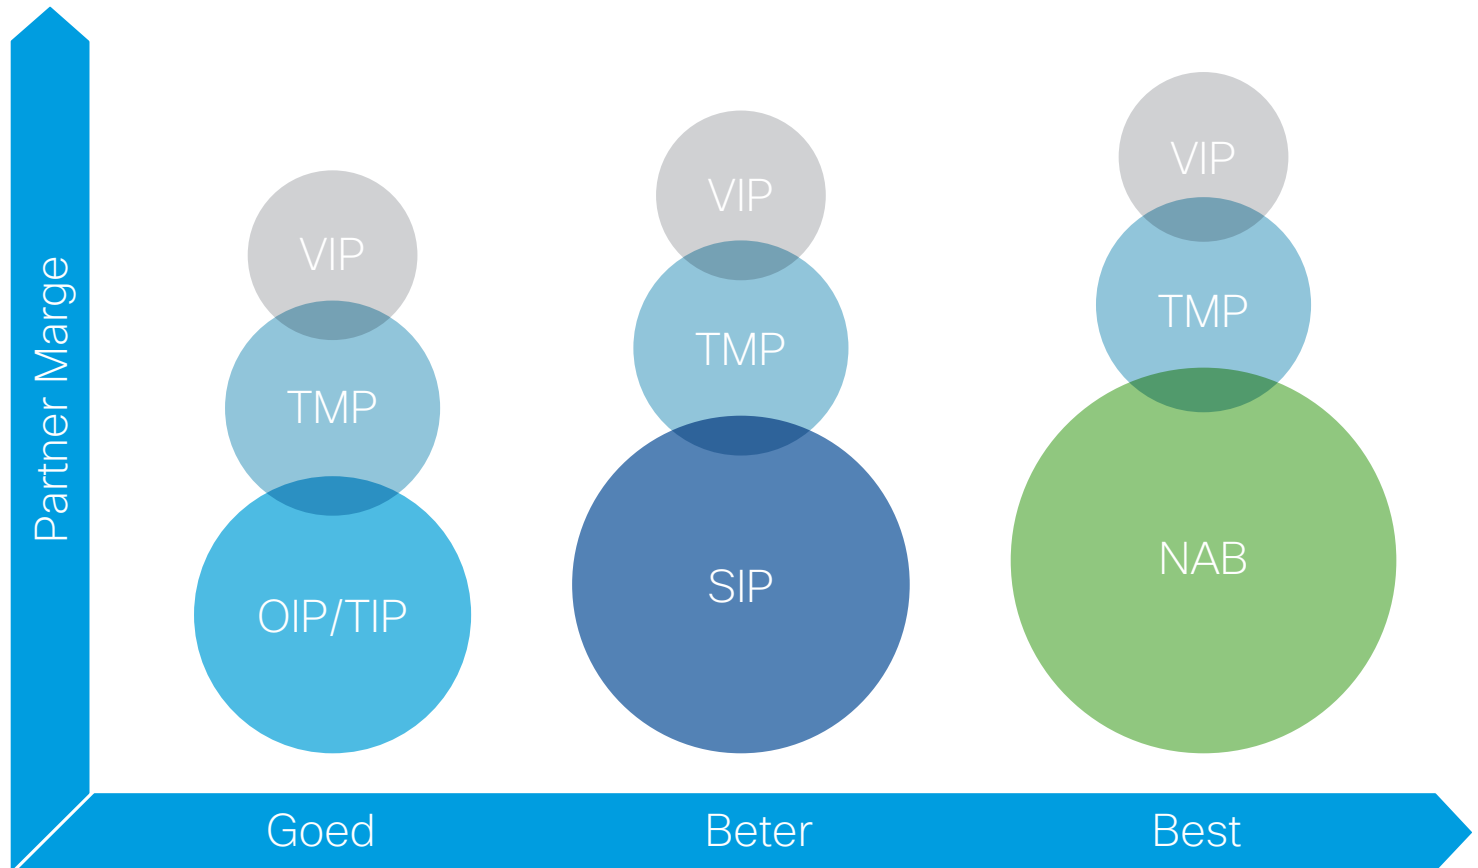 Partner Marge
VIP
TMP
OIP/TIP
VIP
TMP
SIP
VIP
TMP
NAB
Goed
Beter
Best